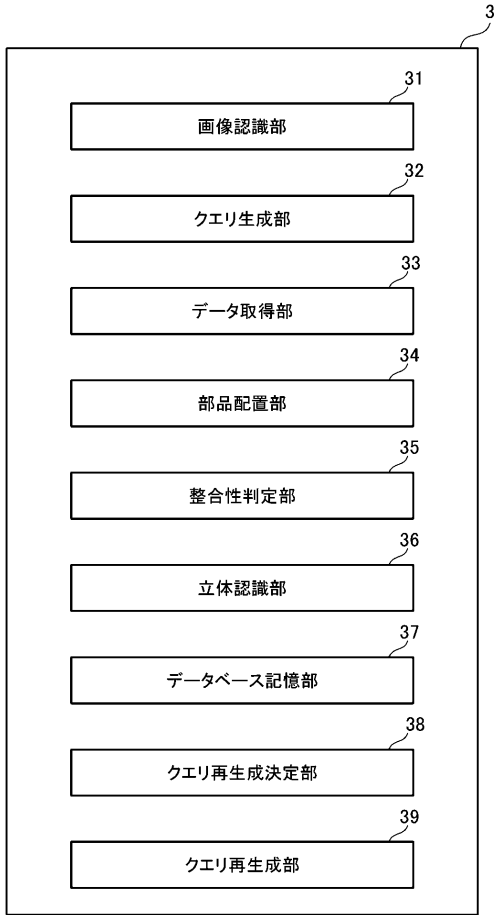 3
31
画像認識部
32
クエリ生成部
33
データ取得部
34
部品配置部
35
整合性判定部
36
立体認識部
37
データベース記憶部
38
クエリ再生成決定部
39
クエリ再生成部